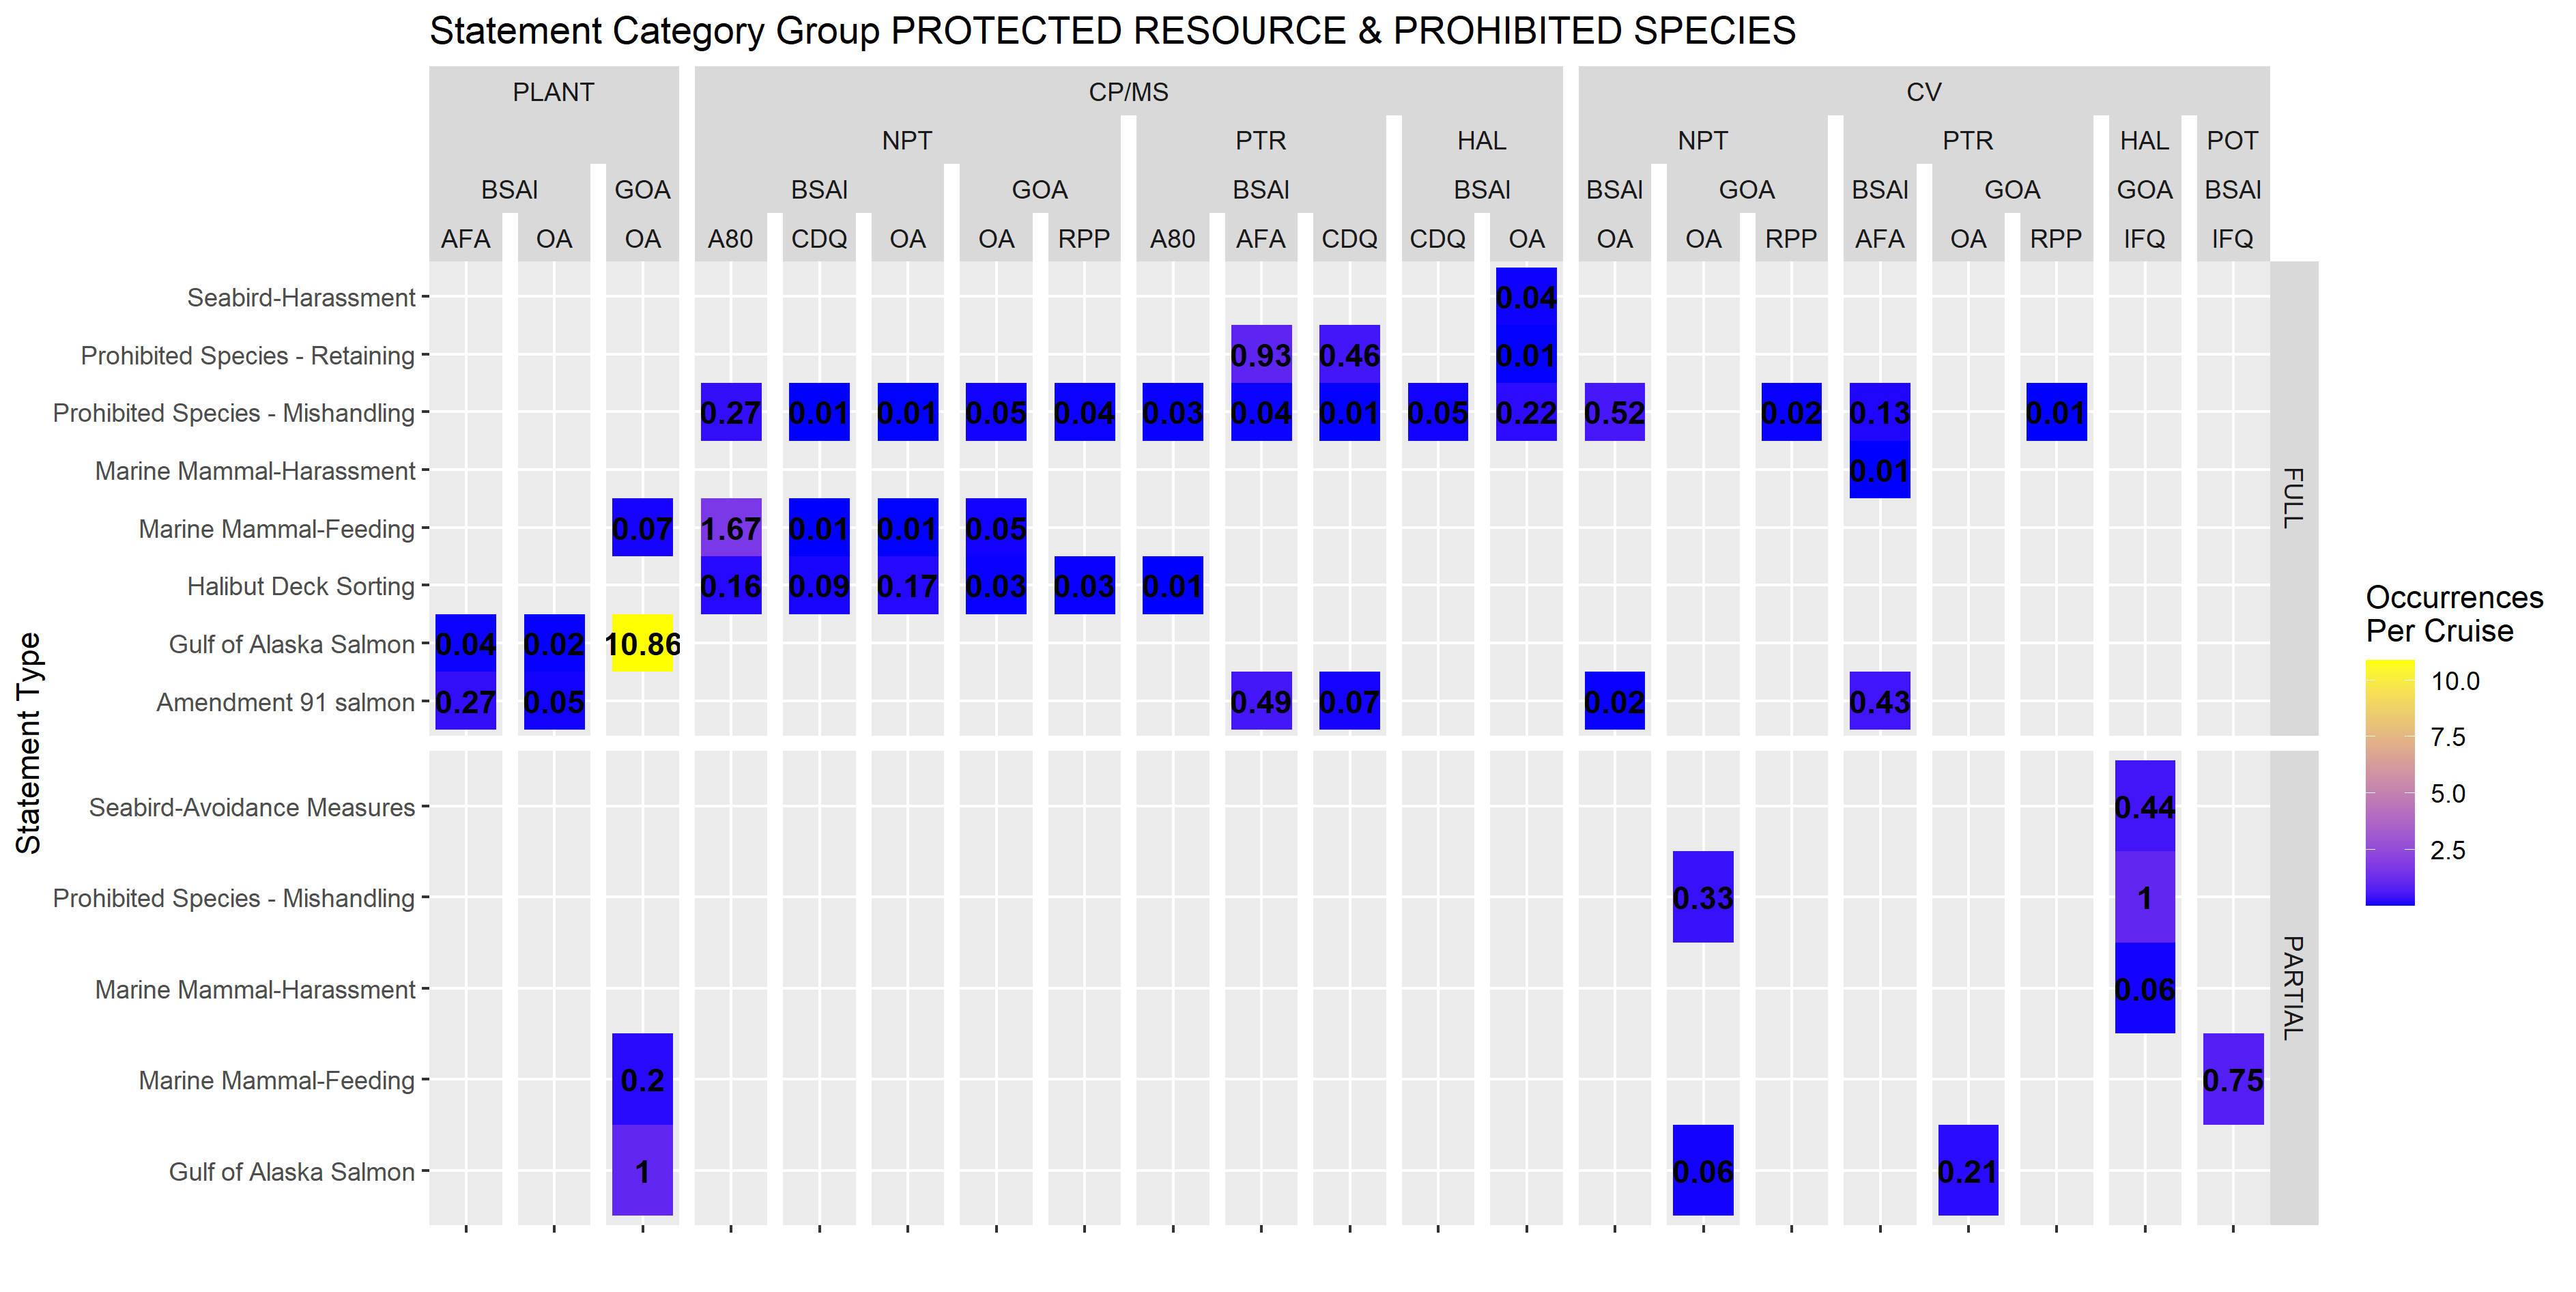 Statement Category Group PROTECTED RESOURCE & PROHIBITED SPECIES
PLANT CP/MS CV
NPT PTR HAL NPT PTR HAL POT
BSAI GOA BSAI GOA BSAI BSAI BSAI GOA BSAI GOA GOA BSAI
AFA OA OA A80 CDQ OA OA RPP A80 AFA CDQ CDQ OA OA OA RPP AFA OA RPP IFQ IFQ
Seabird-Harassment 0.04
Prohibited Species - Retaining 0.93 0.46 0.01
Prohibited Species - Mishandling 0.27 0.01 0.01 0.05 0.04 0.03 0.04 0.01 0.05 0.22 0.52 0.02 0.13 0.01
Marine Mammal-Harassment 0.01
Marine Mammal-Feeding 0.07 1.67 0.01 0.01 0.05
Halibut Deck Sorting 0.16 0.09 0.17 0.03 0.03 0.01
Gulf of Alaska Salmon 0.04 0.02 10.86
Amendment 91 salmon 0.27 0.05 0.49 0.07 0.02 0.43
FULL
Seabird-Avoidance Measures 0.44
Prohibited Species - Mishandling 0.33 1
Marine Mammal-Harassment 0.06
Marine Mammal-Feeding 0.2 0.75
Gulf of Alaska Salmon 1 0.06 0.21
PARTIAL
Statement Type
Occurrences
Per Cruise
10.0
7.5
5.0
2.5